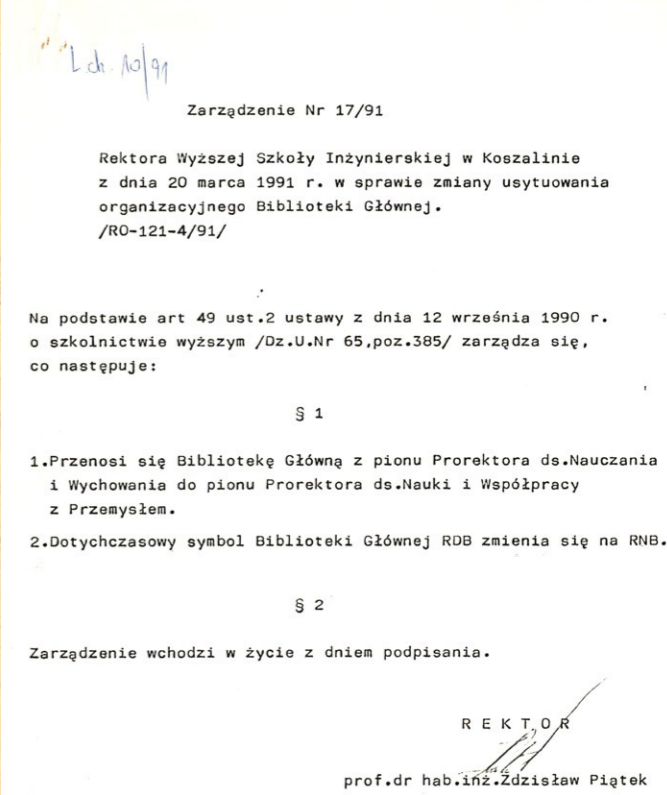 L.dz. 10/91
Zarządzenie Nr 17/91
Rektora Wyższej Szkoły Inżynierskiej w Koszalinie
z dnia 20 marca 1991 r. w sprawie zmiany usytuowania
organizacyjnego Biblioteki Głównej.
/RO-121-4/91/
Na podstawie art 49 ust.2 ustawy z dnia 12 września 1990 r.
o szkolnictwie wyższym /Dz.U.Nr 65,poz.385/ zarządza się,
co następuje:
§ 1
1.Przenosi się Bibliotekę Główną z pionu Prorektora ds.Nauczania
i Wychowania do pionu Prorektora ds.Nauki i Współpracy
z Przemysłem.
2.Dotychczasowy symbol Biblioteki Głównej RDB zmienia się na RNB.
§ 2
Zarządzenie wchodzi w życie z dniem podpisania.
R E K T O R
prof.dr hab.inż.Zdzisław Piątek